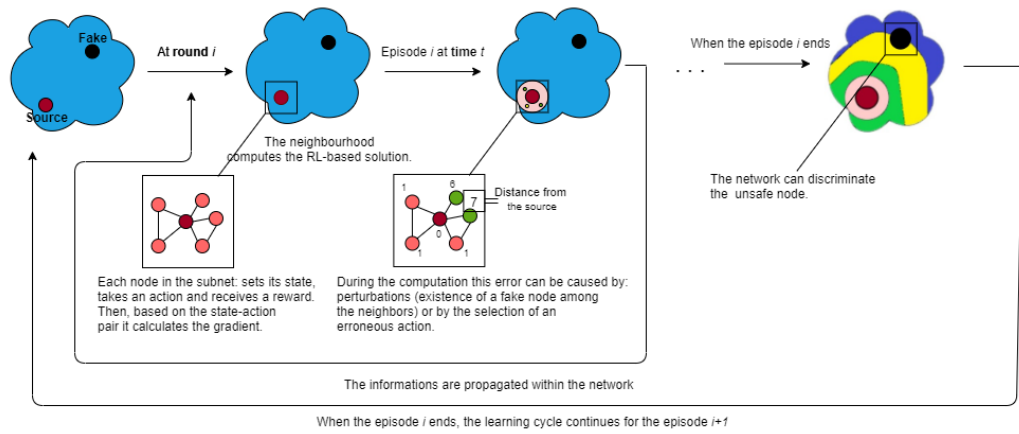 Fake
Source
At round i
Episode i at time t
. . .
When the episode i ends
The neighbourhood
computes the RL-based solution.
1
6
7
0
1
1
Distance from
the source
The network can discriminate
the unsafe node.
Each node in the subnet: sets its state,
takes an action and receives a reward.
Then, based on the state-action
pair it calculates the gradient.
During the computation this error can be caused by:
perturbations (existence of a fake node among
the neighbors) or by the selection of an
erroneous action.
The informations are propagated within the network
When the episode i ends, the learning cycle continues for the episode i+1